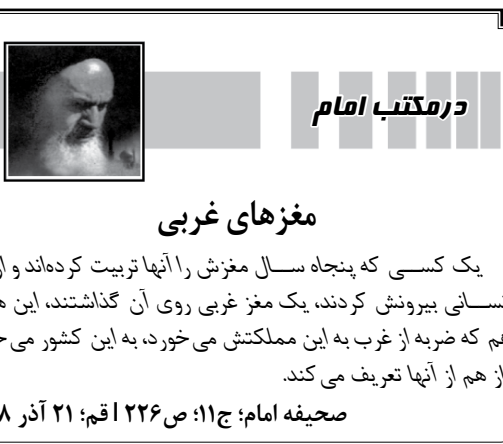 درمکتب امام
مغزهای غربی
یک کسی که پنجاه سال مغزش را آنها تربیت کرده‌اند و از
بیرونش کردند، یک مغز غربی روی آن گذاشتند، این
که ضربه از غرب به این مملکتش می‌خورد، به این کشور
هم از آنها تعریف می‌کند.
صحیفه امام؛ ج۱۱؛ ص۲۲۶ | قم؛ ۲۱ آذر